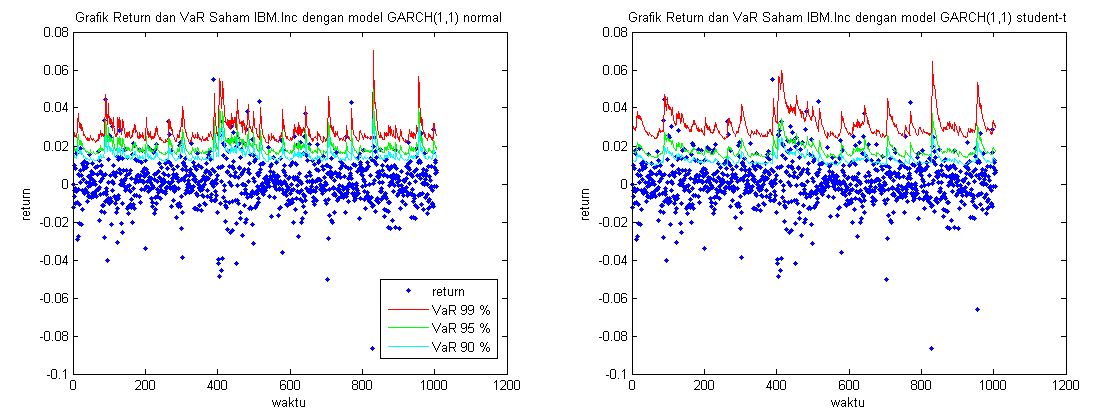 Grafik Return dan VaR Saham IBM.Inc dengan model GARCH(1,1) normal
0.08
0.06
0.04
0.02
0
-0.02
-0.04
-0.06
-0.08
-0.1
return
0 200 400 600 800 1000 1200
waktu
return
VaR 99 %
VaR 95 %
VaR 90 %
Grafik Return dan VaR Saham IBM.Inc dengan model GARCH(1,1) student-t
0.08
0.06
0.04
0.02
0
-0.02
-0.04
-0.06
-0.08
-0.1
return
0 200 400 600 800 1000 1200
waktu